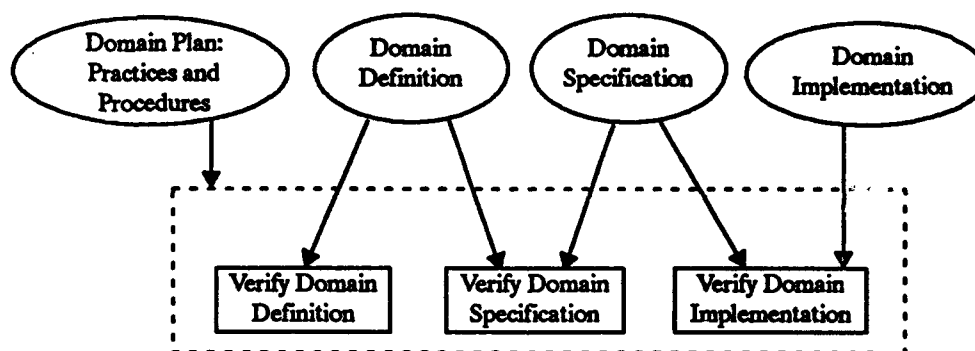 Domain Plan:
Practices and
Procedures
Domain
Definition
Domain
Specification
Domain
Implementation
Verify Domain
Definition
Verify Domain
Specification
Verify Domain
Implementation